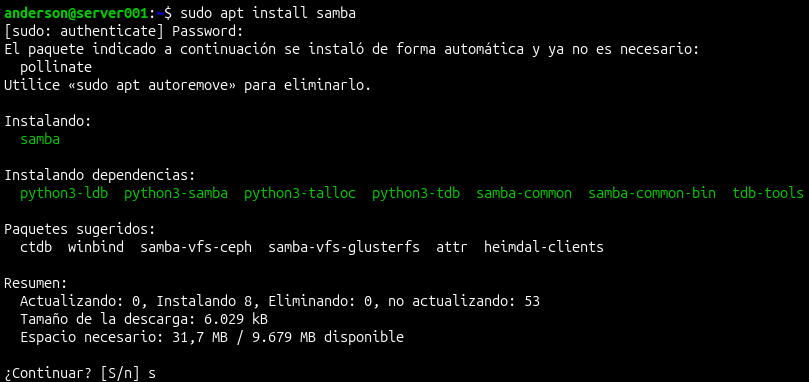 anderson@server001:~$ sudo apt install samba
[sudo: authenticate] Password:
El paquete indicado a continuación se instaló de forma automática y ya no es necesario:
  pollinate
Utilice «sudo apt autoremove» para eliminarlo.

Instalando:
  samba

Instalando dependencias:
  python3-ldb  python3-samba  python3-talloc  python3-tdb  samba-common  samba-common-bin  tdb-tools

Paquetes sugeridos:
  ctdb  winbind  samba-vfs-ceph  samba-vfs-glusterfs  attr  heimdal-clients

Resumen:
  Actualizando: 0, Instalando 8, Eliminando: 0, no actualizando: 53
  Tamaño de la descarga: 6.029 kB
  Espacio necesario: 31,7 MB / 9.679 MB disponible

¿Continuar? [S/n] s